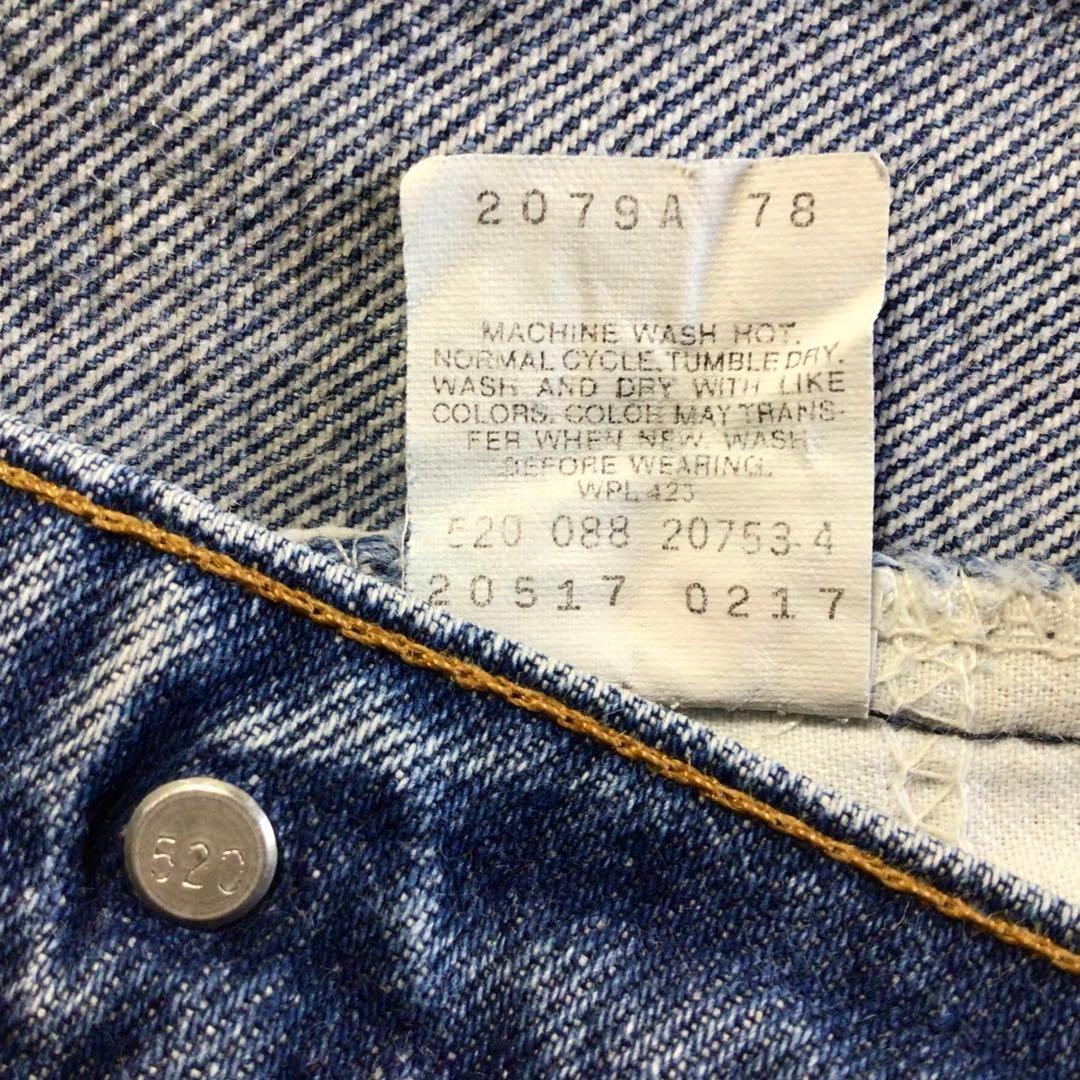 2079A 78
MACHINE WASH HOT.
NORMAL CYCLE. TUMBLE DRY.
WASH AND DRY WITH LIKE
COLORS. COLOR MAY TRANS-
FER WHEN NEW. WASH
BEFORE WEARING.
WPL 423
520 088 20753-4
20517 0217
520